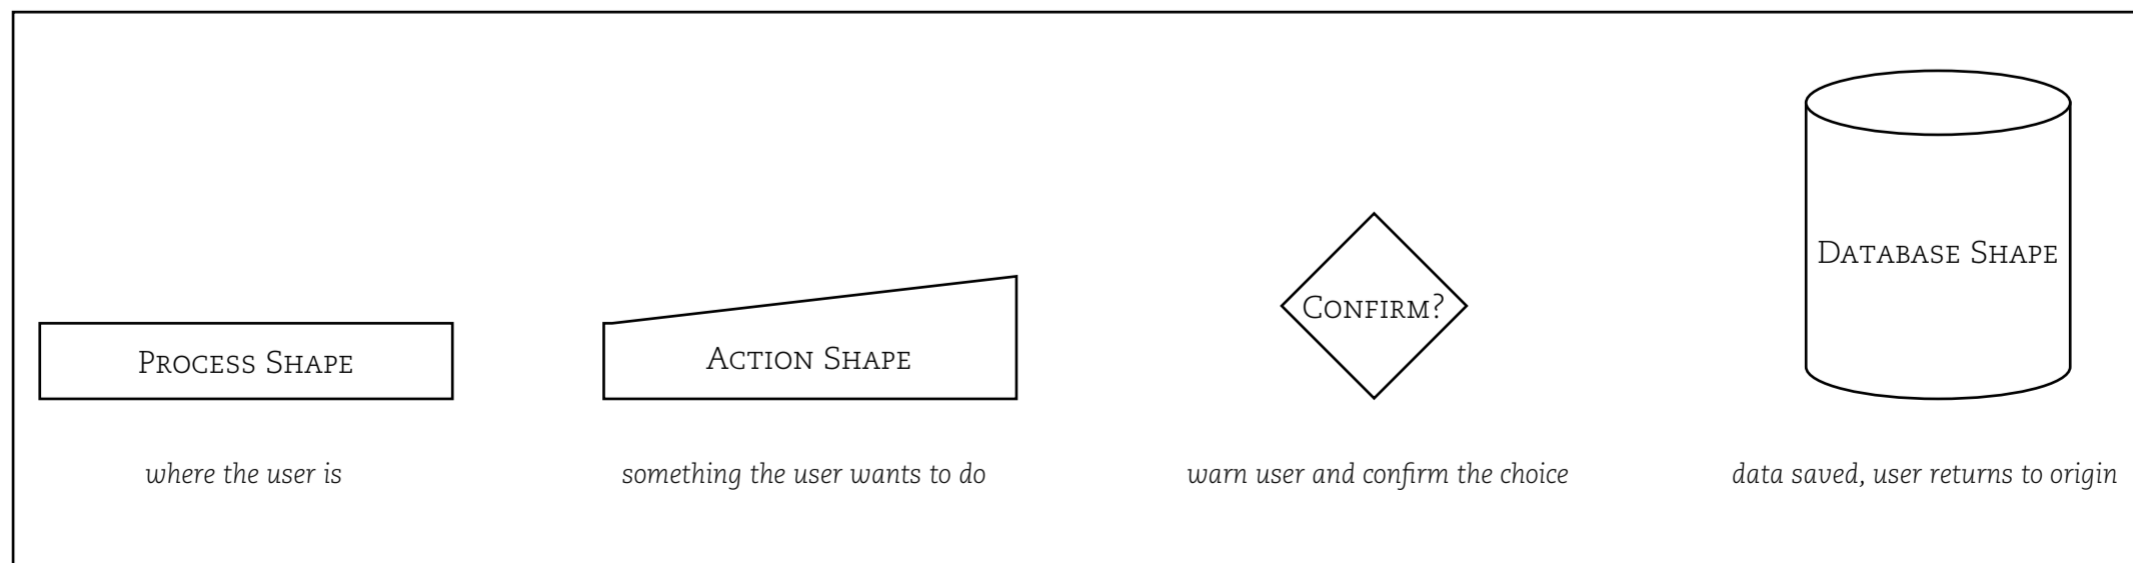 Process Shape
Action Shape
Confirm?
Database Shape
where the user is
something the user wants to do
warn user and confirm the choice
data saved, user returns to origin